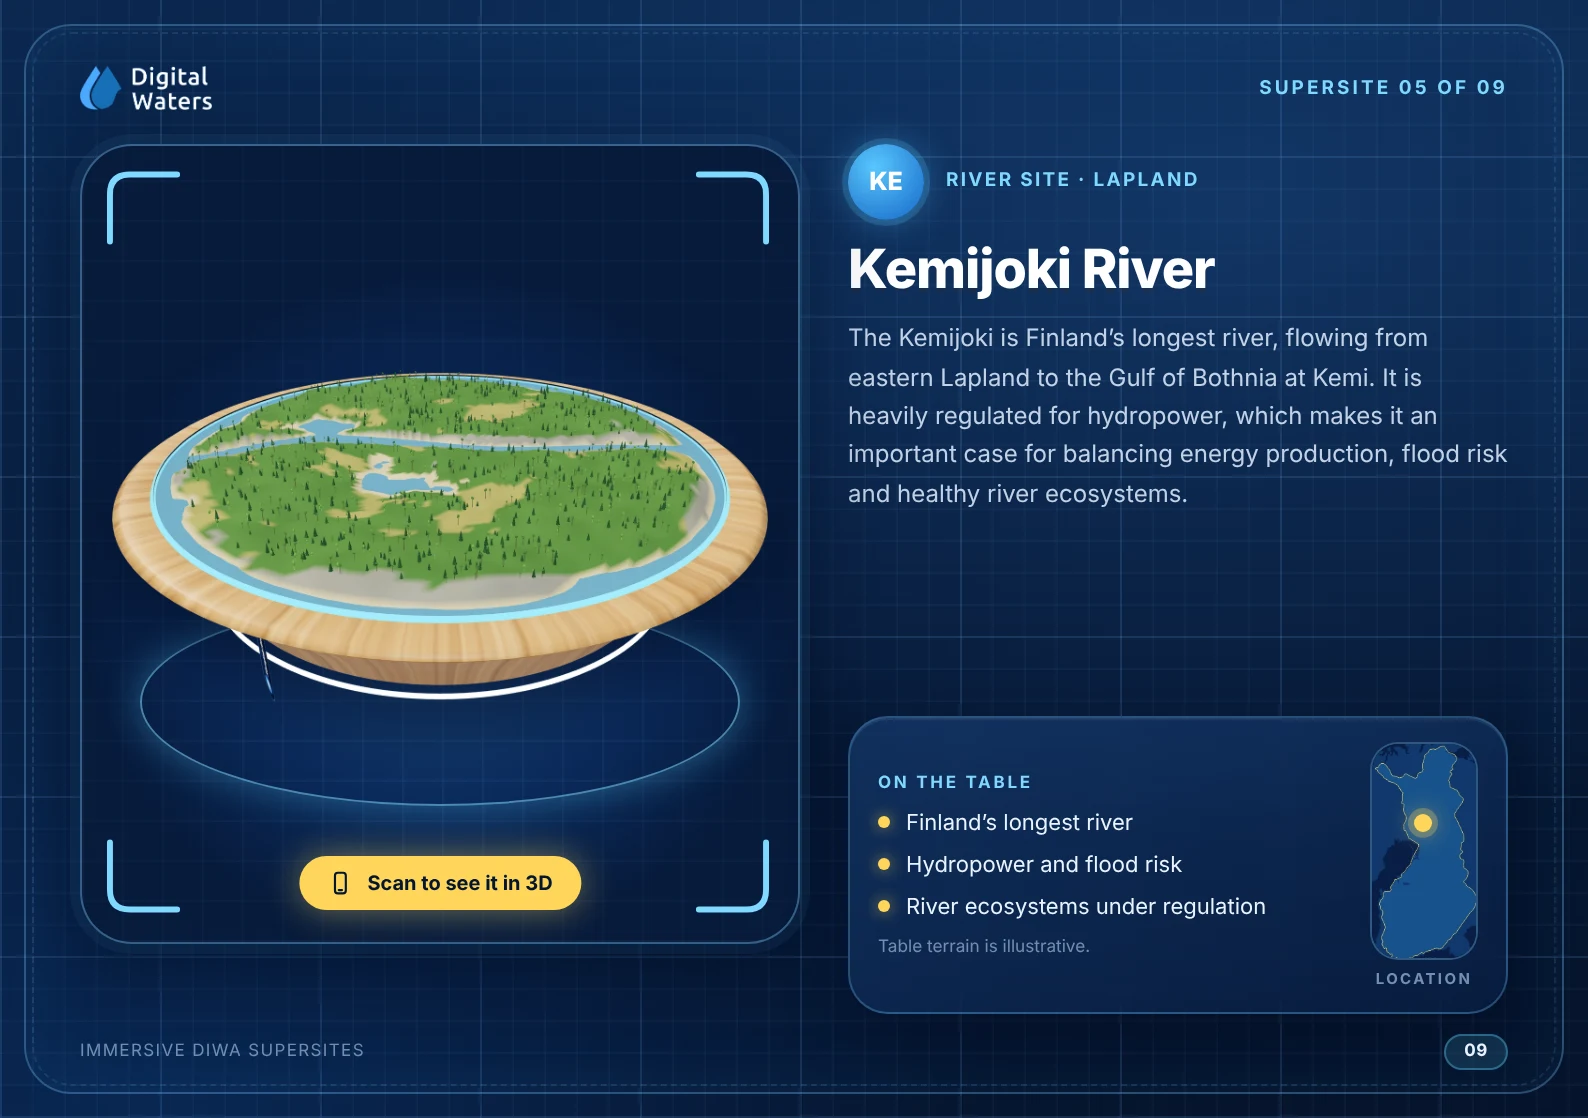 Digital
Waters
SUPERSITE 05 OF 09
KE
RIVER SITE · LAPLAND
Kemijoki River
The Kemijoki is Finland’s longest river, flowing from
eastern Lapland to the Gulf of Bothnia at Kemi. It is
heavily regulated for hydropower, which makes it an
important case for balancing energy production, flood risk
and healthy river ecosystems.
Scan to see it in 3D
ON THE TABLE
Finland’s longest river
Hydropower and flood risk
River ecosystems under regulation
Table terrain is illustrative.
LOCATION
IMMERSIVE DIWA SUPERSITES
09